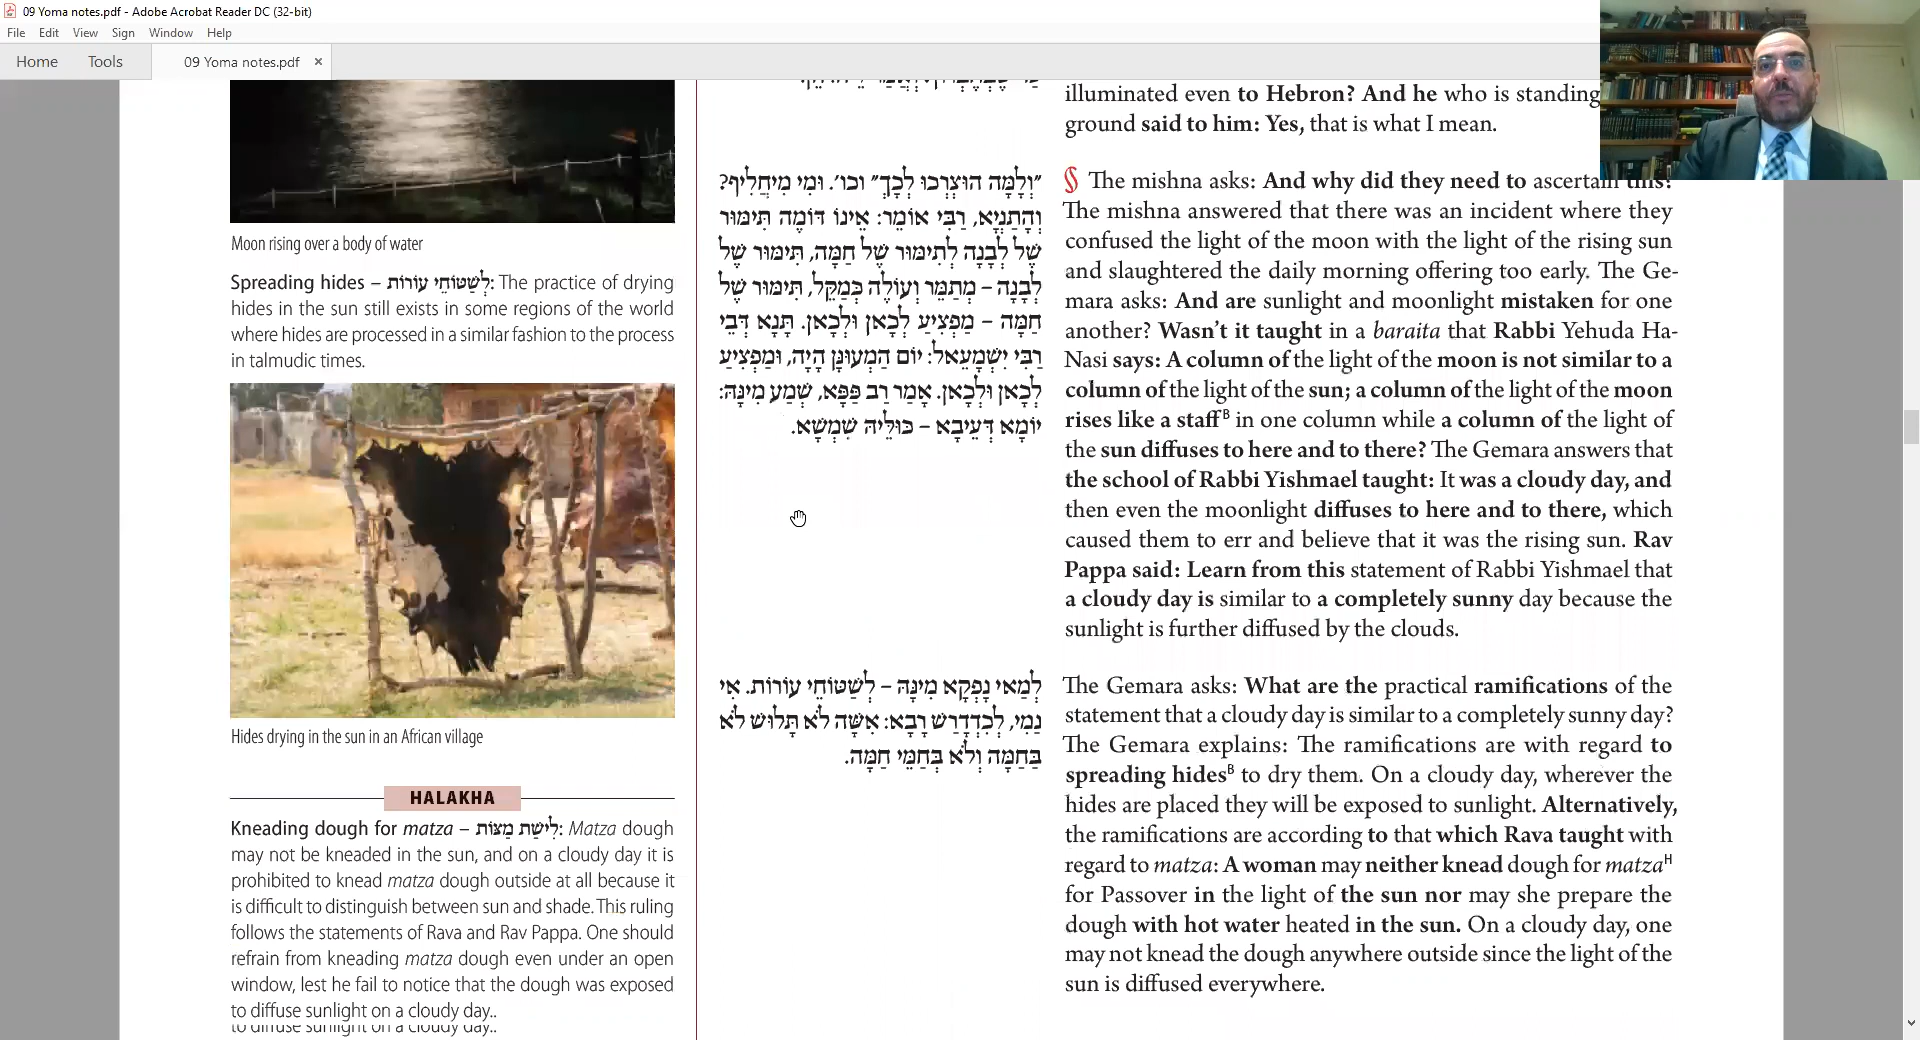 09 Yoma notes.pdf - Adobe Acrobat Reader DC (32-bit)
File Edit View Sign Window Help
Home Tools 09 Yoma notes.pdf ×
Moon rising over a body of water
Spreading hides – לְשַׁטּוֹחֵי עוֹרוֹת: The practice of drying
hides in the sun still exists in some regions of the world
where hides are processed in a similar fashion to the process
in talmudic times.
Hides drying in the sun in an African village
HALAKHA
Kneading dough for matza – לִישַׁת מַצּוֹת: Matza dough
may not be kneaded in the sun, and on a cloudy day it is
prohibited to knead matza dough outside at all because it
is difficult to distinguish between sun and shade. This ruling
follows the statements of Rava and Rav Pappa. One should
refrain from kneading matza dough even under an open
window, lest he fail to notice that the dough was exposed
to diffuse sunlight on a cloudy day..
to diffuse sunlight on a cloudy day..
״וְלָמָּה הוּצְרְכוּ לְכָךְ״ וכו׳. וּמִי מִיחֲלִיף?
וְהָתַנְיָא, רַבִּי אוֹמֵר: אֵינוֹ דּוֹמֶה תִּימוּר
שֶׁל לְבָנָה לְתִימוּר שֶׁל חַמָּה, תִּימוּר שֶׁל
לְבָנָה – מְתַמֵּר וְעוֹלֶה כְּמַקֵּל, תִּימוּר שֶׁל
חַמָּה – מַפְצִיעַ לְכָאן וּלְכָאן. תָּנָא דְּבֵי
רַבִּי יִשְׁמָעֵאל: יוֹם הַמְעוּנָּן הָיָה, וּמַפְצִיעַ
לְכָאן וּלְכָאן. אָמַר רַב פַּפָּא, שְׁמַע מִינַּהּ:
יוֹמָא דְּעֵיבָא – כּוּלֵּיהּ שִׁמְשָׁא.
לְמַאי נָפְקָא מִינַּהּ – לְשַׁטּוֹחֵי עוֹרוֹת. אִי
נַמִי, לְכִדְדָרַשׁ רָבָא: אִשָּׁה לֹא תָּלוּשׁ לֹא
בַּחַמָּה וְלֹא בְּחַמֵּי חַמָּה.
illuminated even to Hebron? And he who is standing
ground said to him: Yes, that is what I mean.
§ The mishna asks: And why did they need to ascertain this?
The mishna answered that there was an incident where they
confused the light of the moon with the light of the rising sun
and slaughtered the daily morning offering too early. The Ge-
mara asks: And are sunlight and moonlight mistaken for one
another? Wasn't it taught in a baraita that Rabbi Yehuda Ha-
Nasi says: A column of the light of the moon is not similar to a
column of the light of the sun; a column of the light of the moon
rises like a staffᴮ in one column while a column of the light of
the sun diffuses to here and to there? The Gemara answers that
the school of Rabbi Yishmael taught: It was a cloudy day, and
then even the moonlight diffuses to here and to there, which
caused them to err and believe that it was the rising sun. Rav
Pappa said: Learn from this statement of Rabbi Yishmael that
a cloudy day is similar to a completely sunny day because the
sunlight is further diffused by the clouds.
The Gemara asks: What are the practical ramifications of the
statement that a cloudy day is similar to a completely sunny day?
The Gemara explains: The ramifications are with regard to
spreading hidesᴮ to dry them. On a cloudy day, wherever the
hides are placed they will be exposed to sunlight. Alternatively,
the ramifications are according to that which Rava taught with
regard to matza: A woman may neither knead dough for matzaᴴ
for Passover in the light of the sun nor may she prepare the
dough with hot water heated in the sun. On a cloudy day, one
may not knead the dough anywhere outside since the light of the
sun is diffused everywhere.